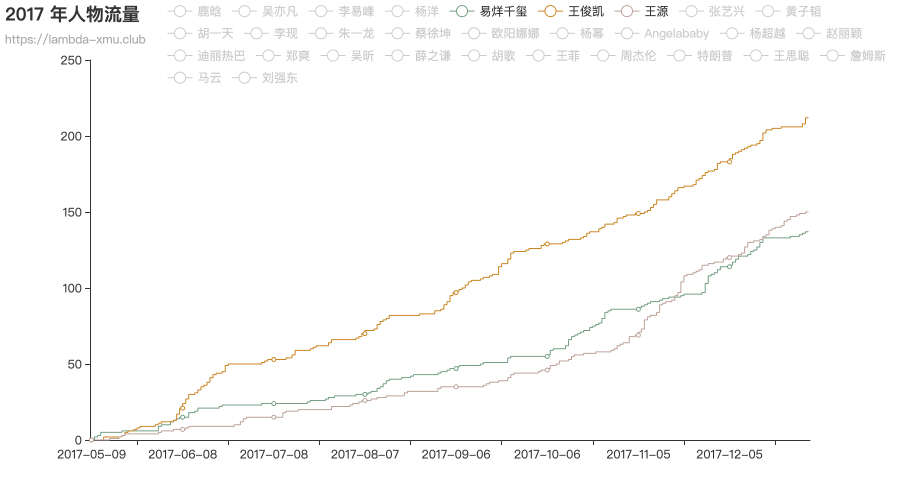 2017 年人物流量
https://lambda-xmu.club
鹿晗 吴亦凡 李易峰 杨洋 易烊千玺 王俊凯 王源 张艺兴 黄子韬
胡一天 李现 朱一龙 蔡徐坤 欧阳娜娜 杨幂 Angelababy 杨超越 赵丽颖
迪丽热巴 郑爽 吴昕 薛之谦 胡歌 王菲 周杰伦 特朗普 王思聪 詹姆斯
马云 刘强东
250
200
150
100
50
0
2017-05-09 2017-06-08 2017-07-08 2017-08-07 2017-09-06 2017-10-06 2017-11-05 2017-12-05